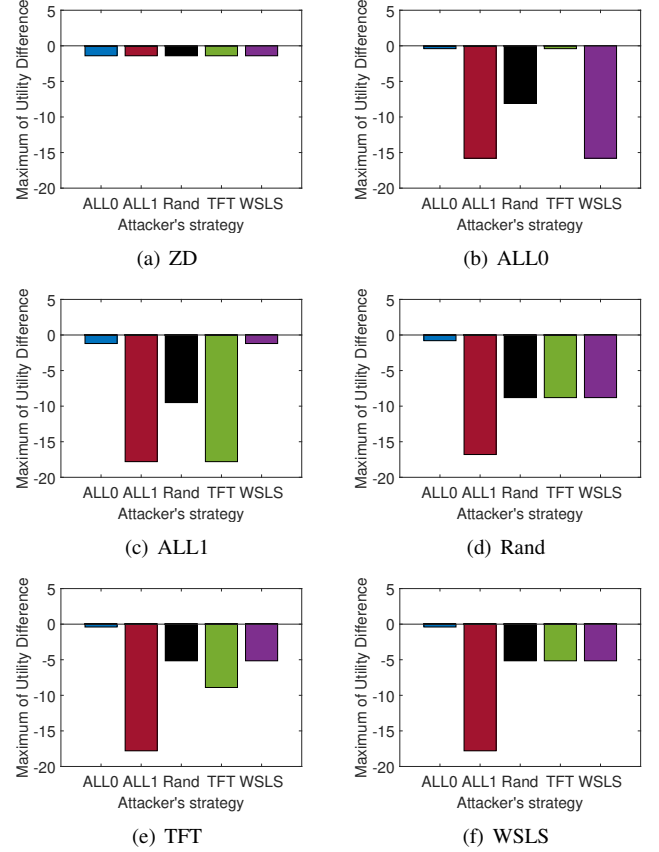 5
0
-5
-10
-15
-20
Maximum of Utility Difference
ALL0 ALL1 Rand TFT WSLS
Attacker's strategy
(a) ZD
5
0
-5
-10
-15
-20
Maximum of Utility Difference
ALL0 ALL1 Rand TFT WSLS
Attacker's strategy
(b) ALL0
5
0
-5
-10
-15
-20
Maximum of Utility Difference
ALL0 ALL1 Rand TFT WSLS
Attacker's strategy
(c) ALL1
5
0
-5
-10
-15
-20
Maximum of Utility Difference
ALL0 ALL1 Rand TFT WSLS
Attacker's strategy
(d) Rand
5
0
-5
-10
-15
-20
Maximum of Utility Difference
ALL0 ALL1 Rand TFT WSLS
Attacker's strategy
(e) TFT
5
0
-5
-10
-15
-20
Maximum of Utility Difference
ALL0 ALL1 Rand TFT WSLS
Attacker's strategy
(f) WSLS